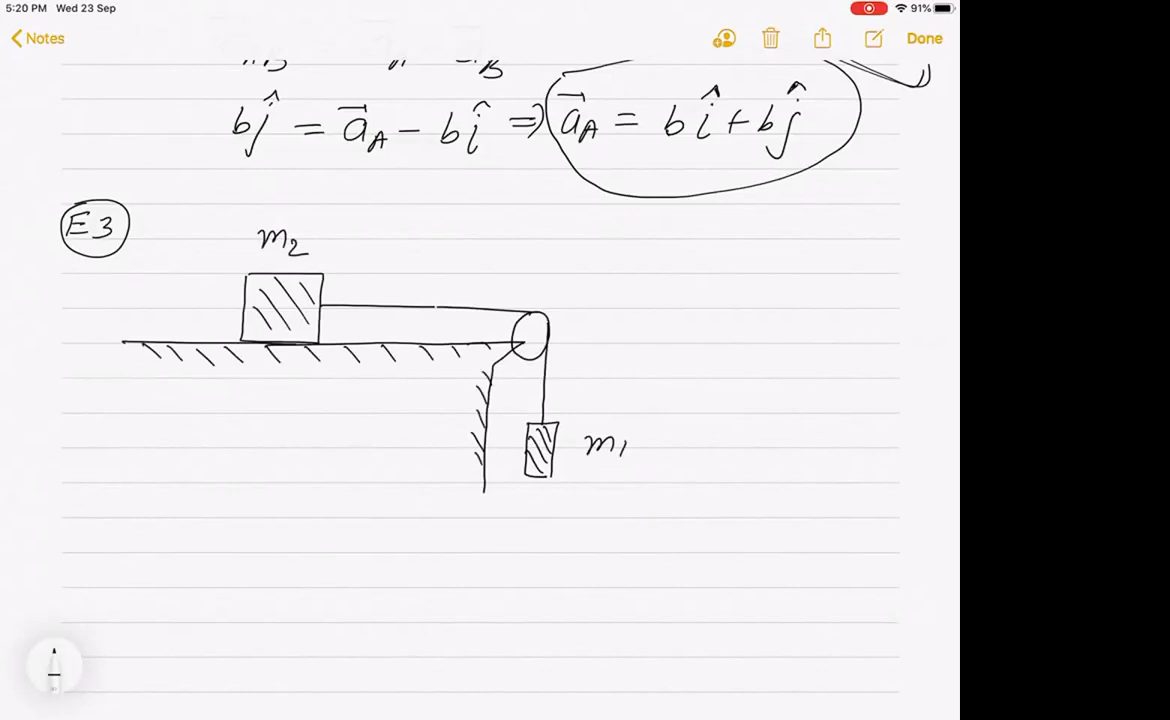 5:20 PM Wed 23 Sep
91%
Notes
Done
bĵ = a⃗_A - bî ⇒ a⃗_A = bî + bĵ
E3
m₂
m₁